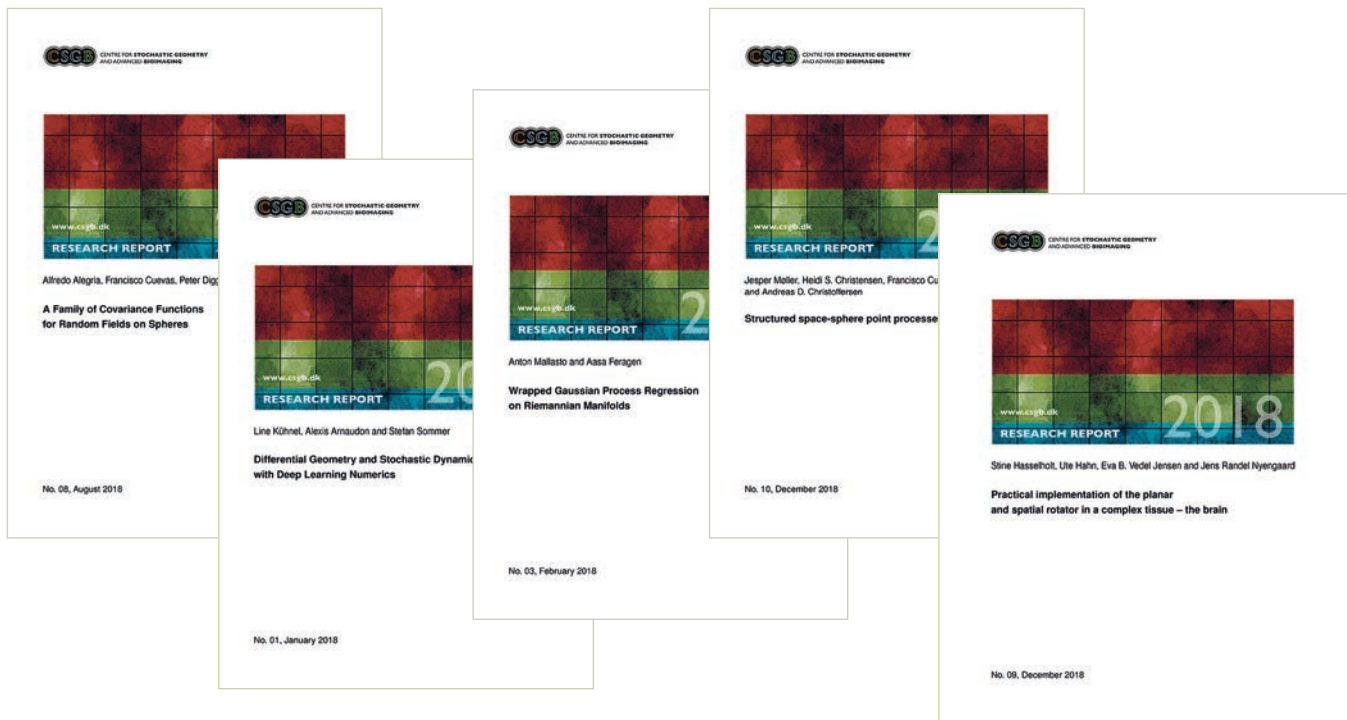 CSGB CENTRE FOR STOCHASTIC GEOMETRY
AND ADVANCED BIOIMAGING
www.csgb.dk
RESEARCH REPORT
Alfredo Alegria, Francisco Cuevas, Peter
A Family of Covariance Functions
for Random Fields on Spheres
No. 08, August 2018
CSGB CENTRE FOR STOCHASTIC GEOMETRY
AND ADVANCED BIOIMAGING
www.csgb.dk
20
RESEARCH REPORT
Line Kühnel, Alexis Arnaudon and Stefan Sommer
Differential Geometry and Stochastic Dynamic
with Deep Learning Numerics
No. 01, January 2018
CSGB CENTRE FOR STOCHASTIC GEOMETRY
AND ADVANCED BIOIMAGING
www.csgb.dk
2
RESEARCH REPORT
Anton Mallasto and Aasa Feragen
Wrapped Gaussian Process Regression
on Riemannian Manifolds
No. 03, February 2018
CSGB CENTRE FOR STOCHASTIC GEOMETRY
AND ADVANCED BIOIMAGING
www.csgb.dk
2
RESEARCH REPORT
Jesper Møller, Heidi S. Christensen, Francisco Cu
and Andreas D. Christoffersen
Structured space-sphere point processe
No. 10, December 2018
CSGB CENTRE FOR STOCHASTIC GEOMETRY
AND ADVANCED BIOIMAGING
www.csgb.dk
2018
RESEARCH REPORT
Stine Hasselholt, Ute Hahn, Eva B. Vedel Jensen and Jens Randel Nyengaard
Practical implementation of the planar
and spatial rotator in a complex tissue – the brain
No. 09, December 2018